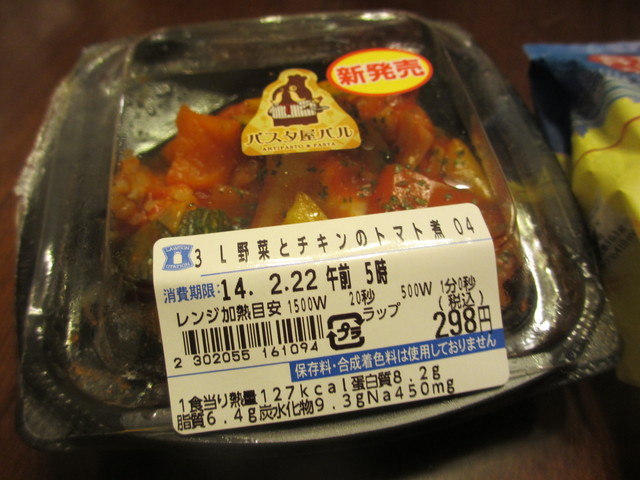 新発売
パスタ屋バル
ANTIPASTO & PASTA
LAWSON
3 L野菜とチキンのトマト煮 04
消費期限:14. 2.22 午前 5時
レンジ加熱目安 1500W 20秒 500W 1分0秒
プラ ラップ (税込)
298円
2 302055 161094
保存料・合成着色料は使用しておりません
1食当り熱量127kcal蛋白質8.2g
脂質6.4g炭水化物9.3gNa450mg